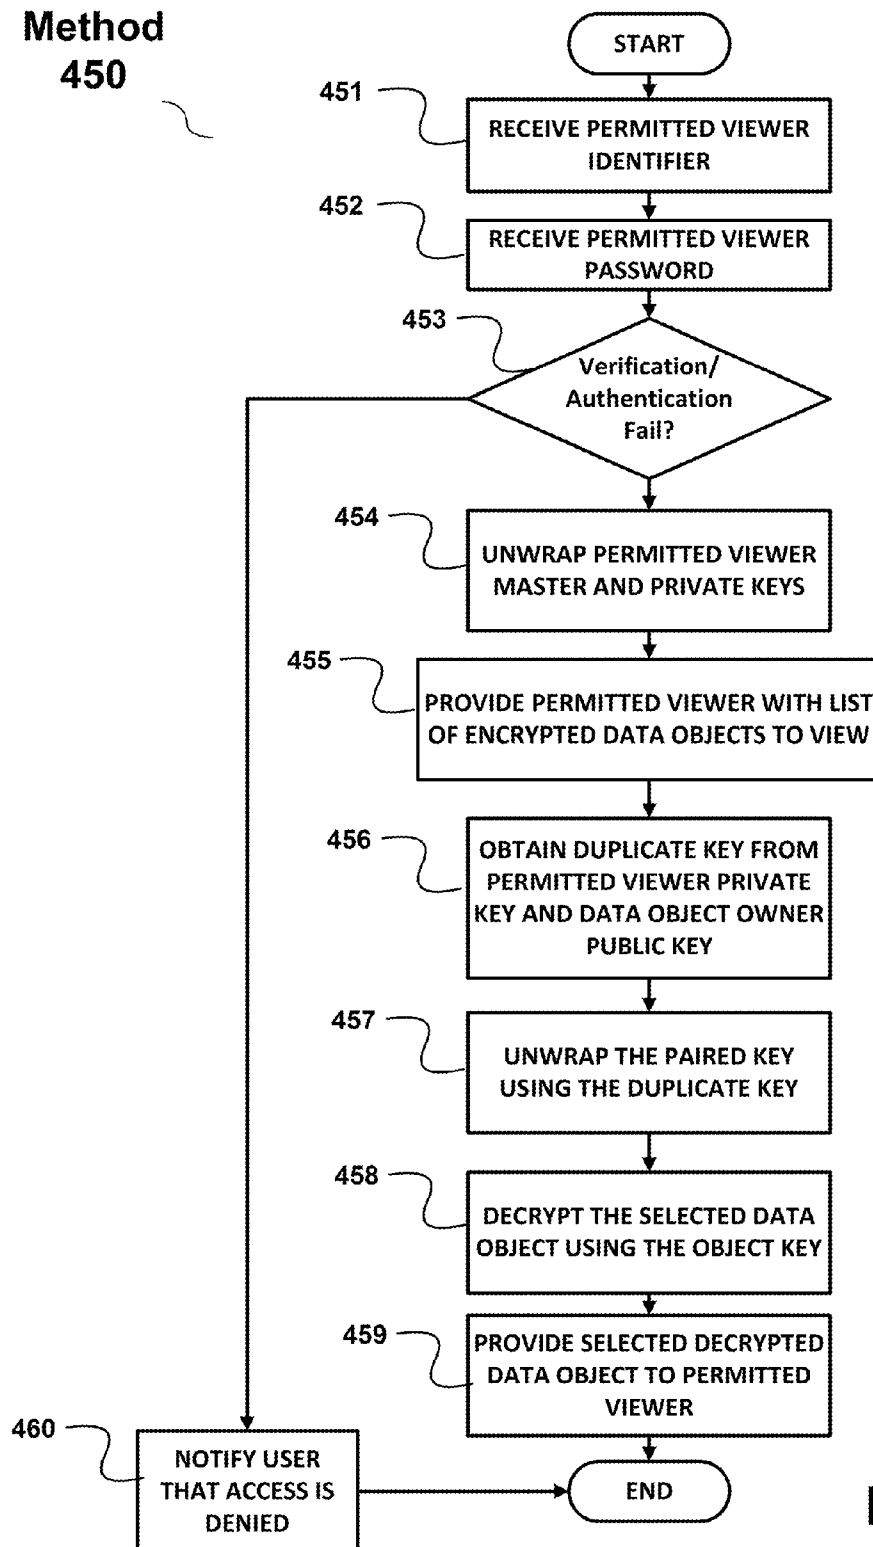 Method
450
START
451
RECEIVE PERMITTED VIEWER
IDENTIFIER
452
RECEIVE PERMITTED VIEWER
PASSWORD
453
Verification/
Authentication
Fail?
454
UNWRAP PERMITTED VIEWER
MASTER AND PRIVATE KEYS
455
PROVIDE PERMITTED VIEWER WITH LIST
OF ENCRYPTED DATA OBJECTS TO VIEW
456
OBTAIN DUPLICATE KEY FROM
PERMITTED VIEWER PRIVATE
KEY AND DATA OBJECT OWNER
PUBLIC KEY
457
UNWRAP THE PAIRED KEY
USING THE DUPLICATE KEY
458
DECRYPT THE SELECTED DATA
OBJECT USING THE OBJECT KEY
459
PROVIDE SELECTED DECRYPTED
DATA OBJECT TO PERMITTED
VIEWER
460
NOTIFY USER
THAT ACCESS IS
DENIED
END